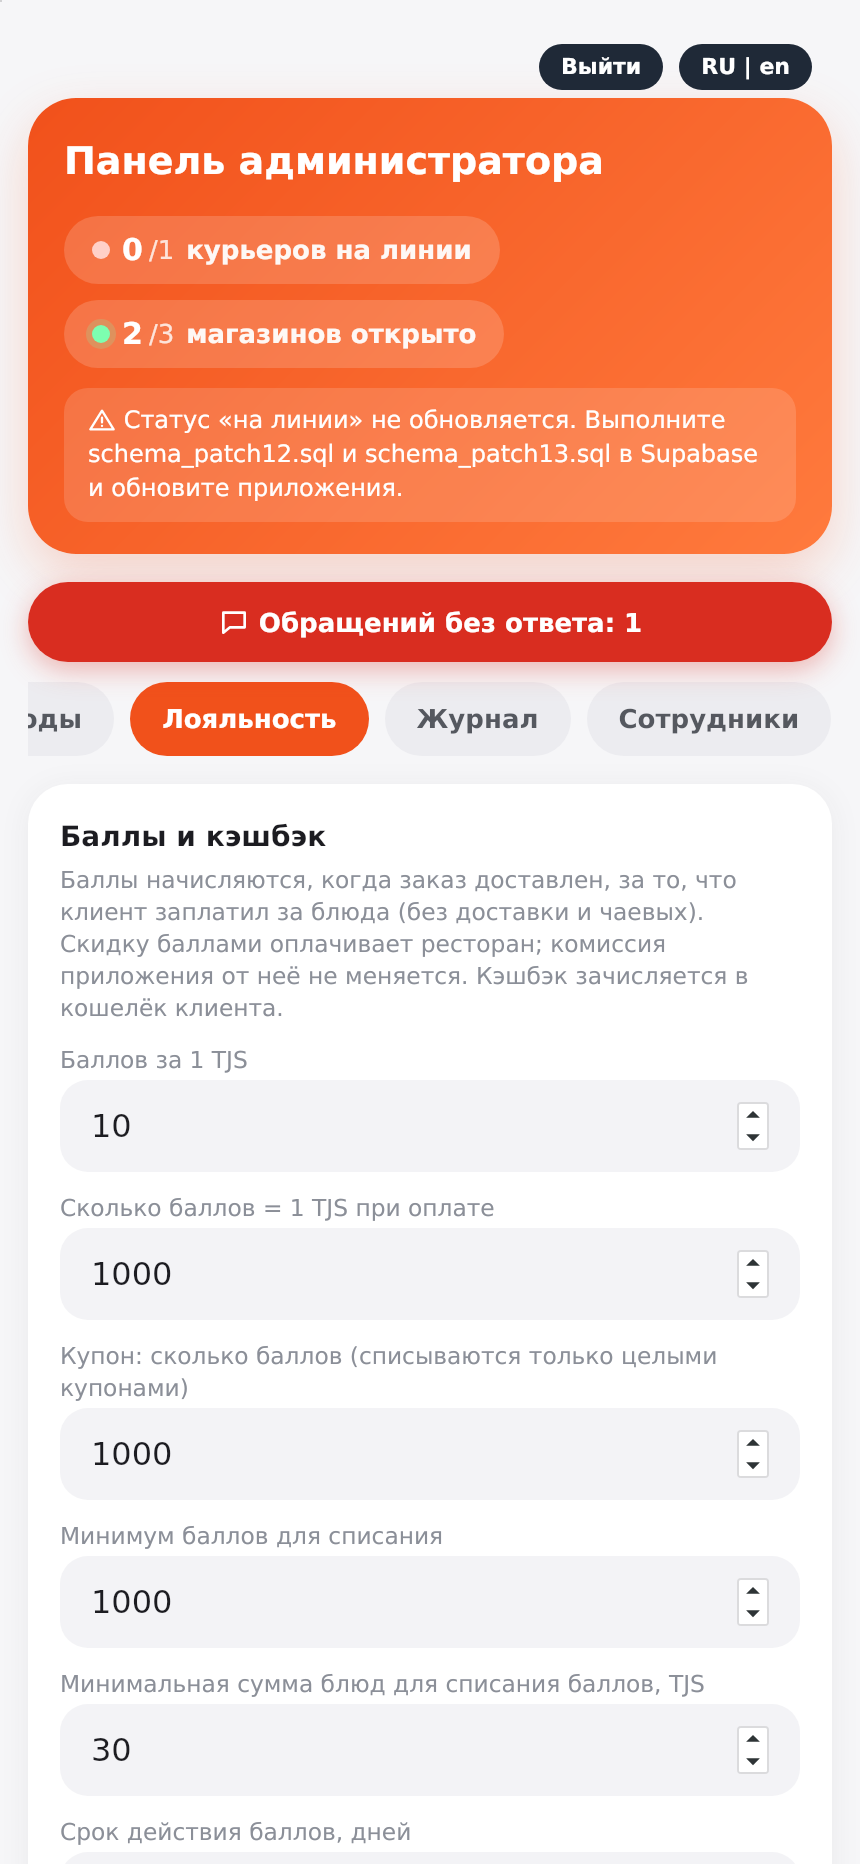 Выйти
RU | en
Панель администратора
0 /1 курьеров на линии
2 /3 магазинов открыто
Статус «на линии» не обновляется. Выполните
schema_patch12.sql и schema_patch13.sql в Supabase
и обновите приложения.
Обращений без ответа: 1
Лояльность
Журнал
Сотрудники
Баллы и кэшбэк
Баллы начисляются, когда заказ доставлен, за то, что
клиент заплатил за блюда (без доставки и чаевых).
Скидку баллами оплачивает ресторан; комиссия
приложения от неё не меняется. Кэшбэк зачисляется в
кошелёк клиента.
Баллов за 1 TJS
10
Сколько баллов = 1 TJS при оплате
1000
Купон: сколько баллов (списываются только целыми
купонами)
1000
Минимум баллов для списания
1000
Минимальная сумма блюд для списания баллов, TJS
30
Срок действия баллов, дней